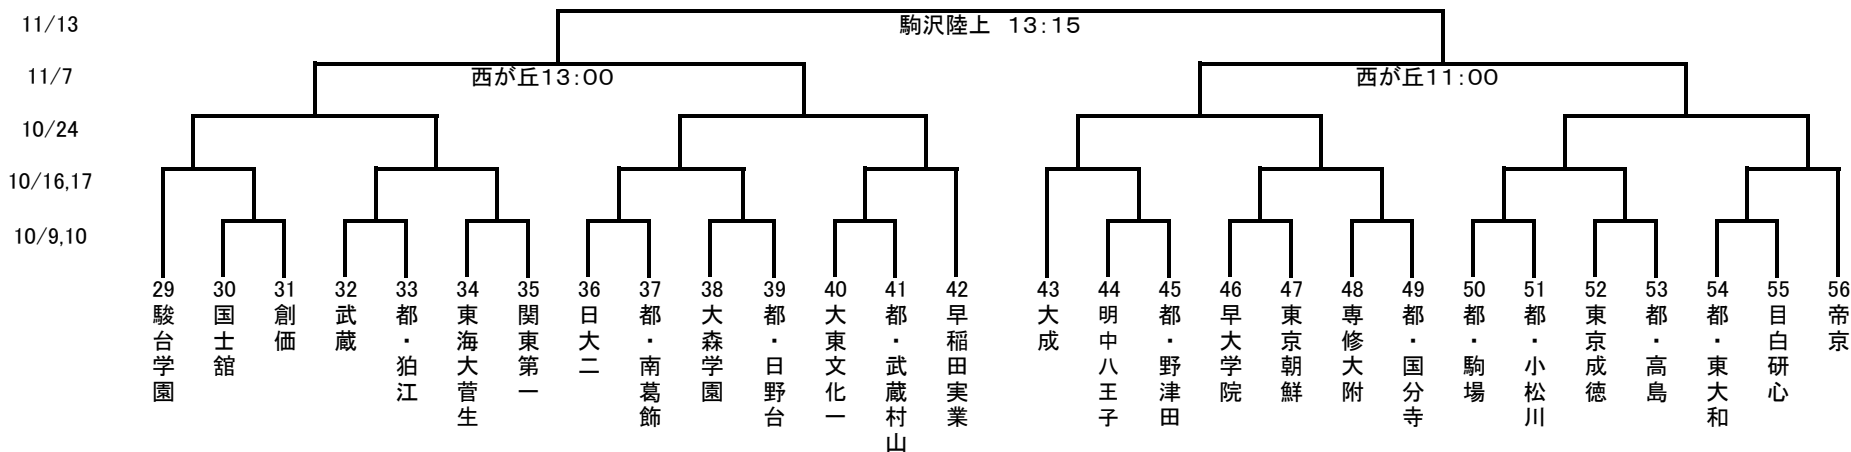 11/13
駒沢陸上　13:15
11/7
西が丘13:00
西が丘11:00
10/24
10/16,17
10/9,10
29 駿台学園
30 国士舘
31 創価
32 武蔵
33 都・狛江
34 東海大菅生
35 関東第一
36 日大二
37 都・南葛飾
38 大森学園
39 都・日野台
40 大東文化一
41 都・武蔵村山
42 早稲田実業
43 大成
44 明中八王子
45 都・野津田
46 早大学院
47 東京朝鮮
48 専修大附
49 都・国分寺
50 都・駒場
51 都・小松川
52 東京成徳
53 都・高島
54 都・東大和
55 目白研心
56 帝京